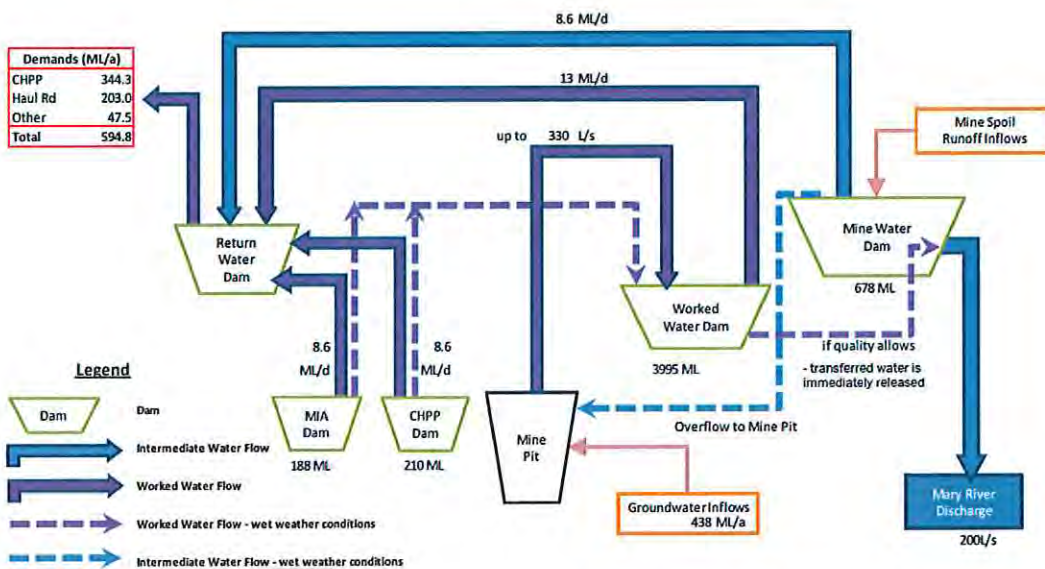 8.6 ML/d
Demands (ML/a)
CHPP 344.3
Haul Rd 203.0
Other 47.5
Total 594.8
13 ML/d
up to 330 L/s
Mine Spoil
Runoff Inflows
Return
Water
Dam
Mine Water
Dam
678 ML
Worked
Water Dam
3995 ML
if quality allows
- transferred water is
immediately released
8.6
ML/d
8.6
ML/d
MIA
Dam
188 ML
CHPP
Dam
210 ML
Mine
Pit
Overflow to Mine Pit
Groundwater Inflows
438 ML/a
Mary River
Discharge
200L/s
Legend
Dam
Dam
Intermediate Water Flow
Worked Water Flow
Worked Water Flow - wet weather conditions
Intermediate Water Flow - wet weather conditions